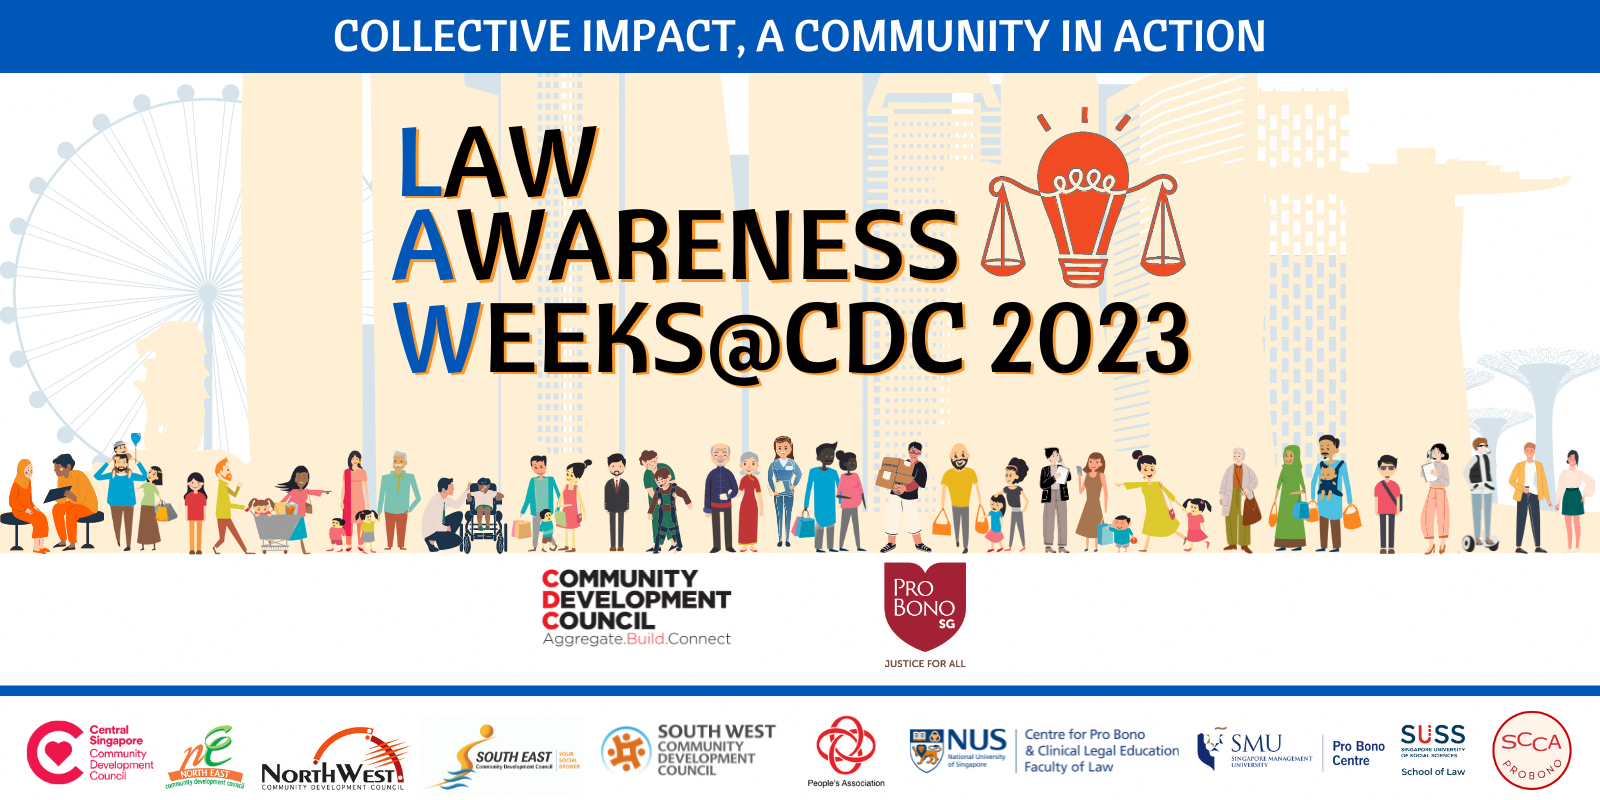 COLLECTIVE IMPACT, A COMMUNITY IN ACTION
LAW
AWARENESS
WEEKS@CDC 2023
COMMUNITY
DEVELOPMENT
COUNCIL
Aggregate.Build.Connect
PRO
BONO
SG
JUSTICE FOR ALL
Central
Singapore
Community
Development
Council
ne
NORTH EAST
community development council
NORTHWEST
COMMUNITY DEVELOPMENT COUNCIL
SOUTH EAST
Community Development Council
YOUR
SOCIAL
BROKER
SOUTH WEST
COMMUNITY
DEVELOPMENT
COUNCIL
People's Association
NUS
National University
of Singapore
Centre for Pro Bono
& Clinical Legal Education
Faculty of Law
SMU
SINGAPORE MANAGEMENT
UNIVERSITY
Pro Bono
Centre
SUSS
SINGAPORE UNIVERSITY
OF SOCIAL SCIENCES
School of Law
SCCA
PROBONO